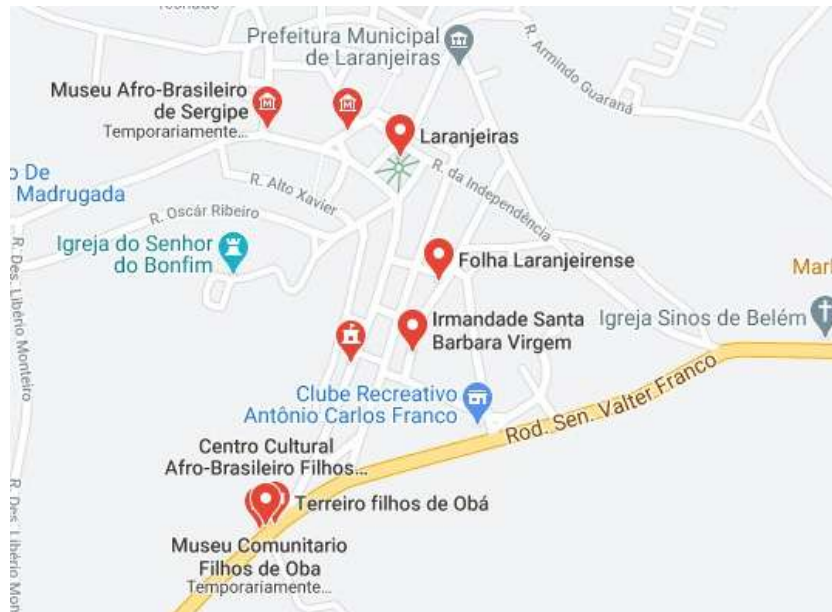 Prefeitura Municipal
de Laranjeiras
R. Armindo Guaraná
Museu Afro-Brasileiro
de Sergipe
Temporariamente...
Laranjeiras
R. da Independência
o De
Madrugada
R. Alto Xavier
R. Oscár Ribeiro
Igreja do Senhor
do Bonfim
Folha Laranjeirense
Marl
R. Des. Libério Monteiro
Irmandade Santa
Barbara Virgem
Igreja Sinos de Belém
Clube Recreativo
Antônio Carlos Franco
Rod. Sen. Valter Franco
Centro Cultural
Afro-Brasileiro Filhos...
Terreiro filhos de Obá
Museu Comunitario
Filhos de Oba
Temporariamente...
R. Des. Libério Mon